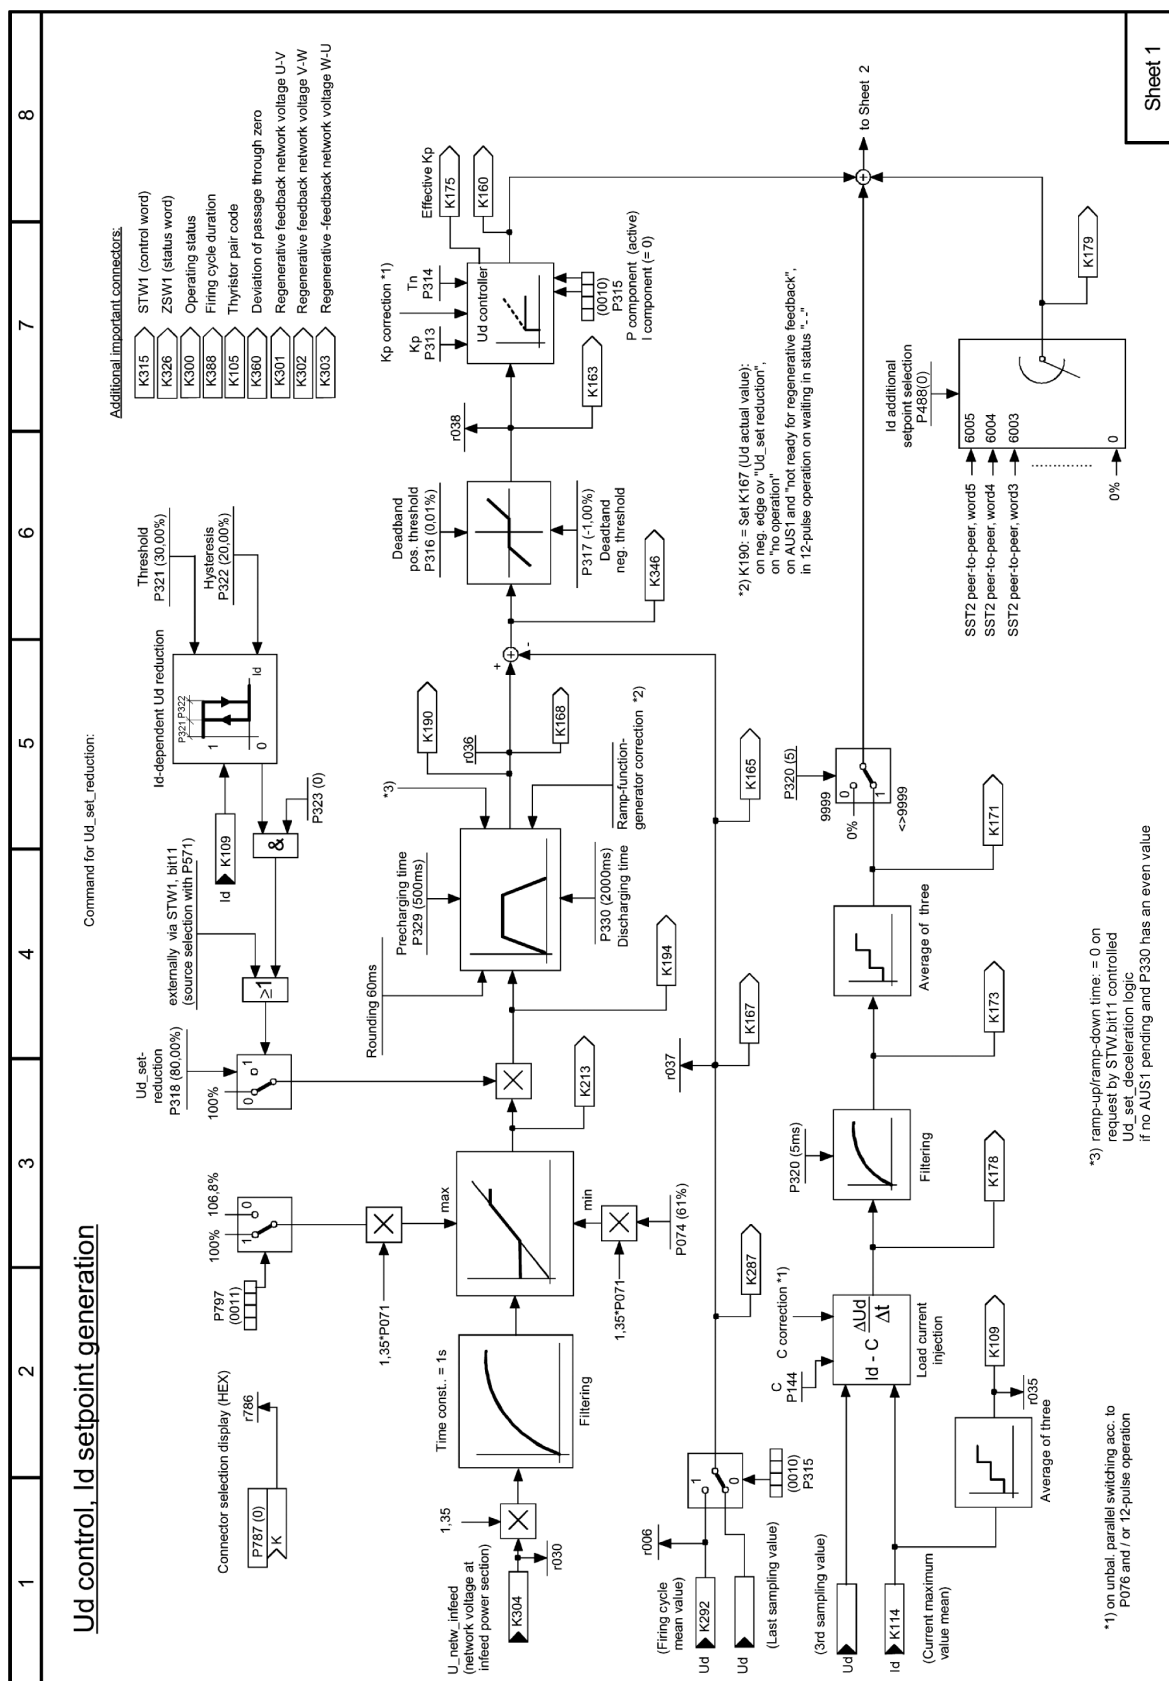 Ud control, Id setpoint generation
Connector selection display (HEX)
P787 (0)
K
r786
P797
(0011)
100%
106,8%
1
0
1,35*P071
Command for Ud_set_reduction:
Ud_set-
reduction
P318 (80,00%)
100%
0
1
externally via STW1, bit11
(source selection with P571)
≥1
&
P323 (0)
Id
K109
Id-dependent Ud reduction
P321
P322
1
0
Id
Threshold
P321 (30,00%)
Hysteresis
P322 (20,00%)
Additional important connectors:
K315 STW1 (control word)
K326 ZSW1 (status word)
K300 Operating status
K388 Firing cycle duration
K105 Thyristor pair code
K360 Deviation of passage through zero
K301 Regenerative feedback network voltage U-V
K302 Regenerative feedback network voltage V-W
K303 Regenerative -feedback network voltage W-U
U_netw_infeed
(network voltage at
infeed power section)
K304
r030
1,35
Time const.. = 1s
Filtering
max
min
1,35*P071
P074 (61%)
K213
K194
Rounding 60ms
Precharging time
P329 (500ms)
*3)
P330 (2000ms)
Discharging time
Ramp-function-
generator correction *2)
K190
r036
K168
+
-
K346
Deadband
pos. threshold
P316 (0,01%)
P317 (-1,00%)
Deadband
neg. threshold
r038
K163
Kp
P313
Kp correction *1)
Tn
P314
Ud controller
Effective Kp
K175
K160
(0010)
P315
P component (active)
I component (= 0)
(Firing cycle
mean value)
Ud
K292
r006
Ud
(Last sampling value)
1
0
(0010)
P315
K287
r037
K167
K165
*2) K190: = Set K167 (Ud actual value):
on neg. edge ov "Ud_set reduction",
on "no operation"
on AUS1 and "not ready for regenerative feedback",
in 12-pulse operation on waiting in status "- -"
(3rd sampling value)
Ud
Id
K114
(Current maximum
value mean)
Average of three
K109
r035
C
P144
C correction *1)
Id - C ΔUd
Δt
Load current
injection
K178
P320 (5ms)
Filtering
K173
Average of three
K171
P320 (5)
9999
0%
0
1
<>9999
to Sheet 2
Id additional
setpoint selection
P488(0)
SST2 peer-to-peer, word5
6005
SST2 peer-to-peer, word4
6004
SST2 peer-to-peer, word3
6003
0%
0
K179
*1) on unbal. parallel switching acc. to
P076 and / or 12-pulse operation
*3) ramp-up/ramp-down time: = 0 on
request by STW.bit11 controlled
Ud_set_deceleration logic
if no AUS1 pending and P330 has an even value
1
2
3
4
5
6
7
8
Sheet 1